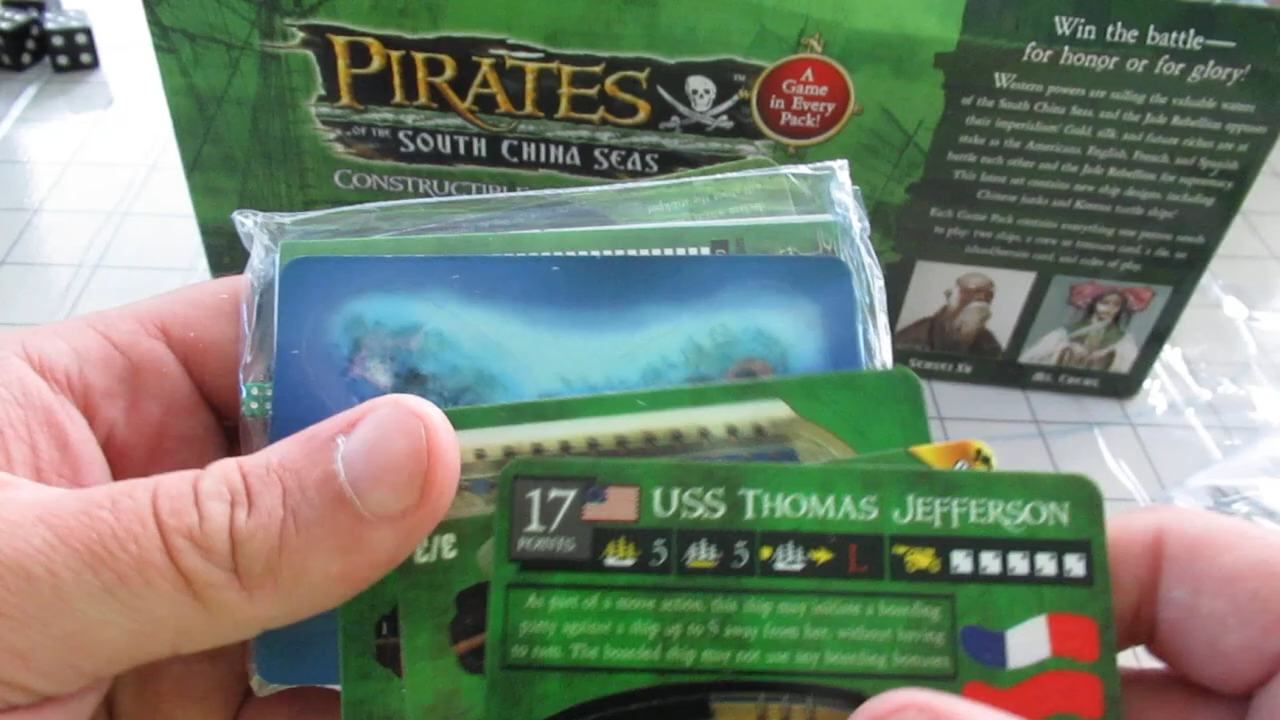 PIRATES
OF THE
SOUTH CHINA SEAS
™
A
Game
in Every
Pack!
N
Win the battle—
for honor or for glory!
Western powers are sailing the valuable waters
of the South China Seas, and the Jade Rebellion opposes
their imperialism! Gold, silk and future riches are at
stake as the Americans, English, French, and Spanish
battle each other and the Jade Rebellion for supremacy.
This latest set contains new ship designs, including
Chinese junks and Korean turtle ships!
Each Game Pack contains everything one person needs
to play: two ships, a crew or treasure card, a die, an
island/terrain card, and rules of play.
17
POINTS
USS THOMAS JEFFERSON
5 5 L
As part of a move action, this ship may initiate a boarding
party against a ship up to S away from her, without having
to ram. The boarded ship may not use any boarding bonuses
3/3